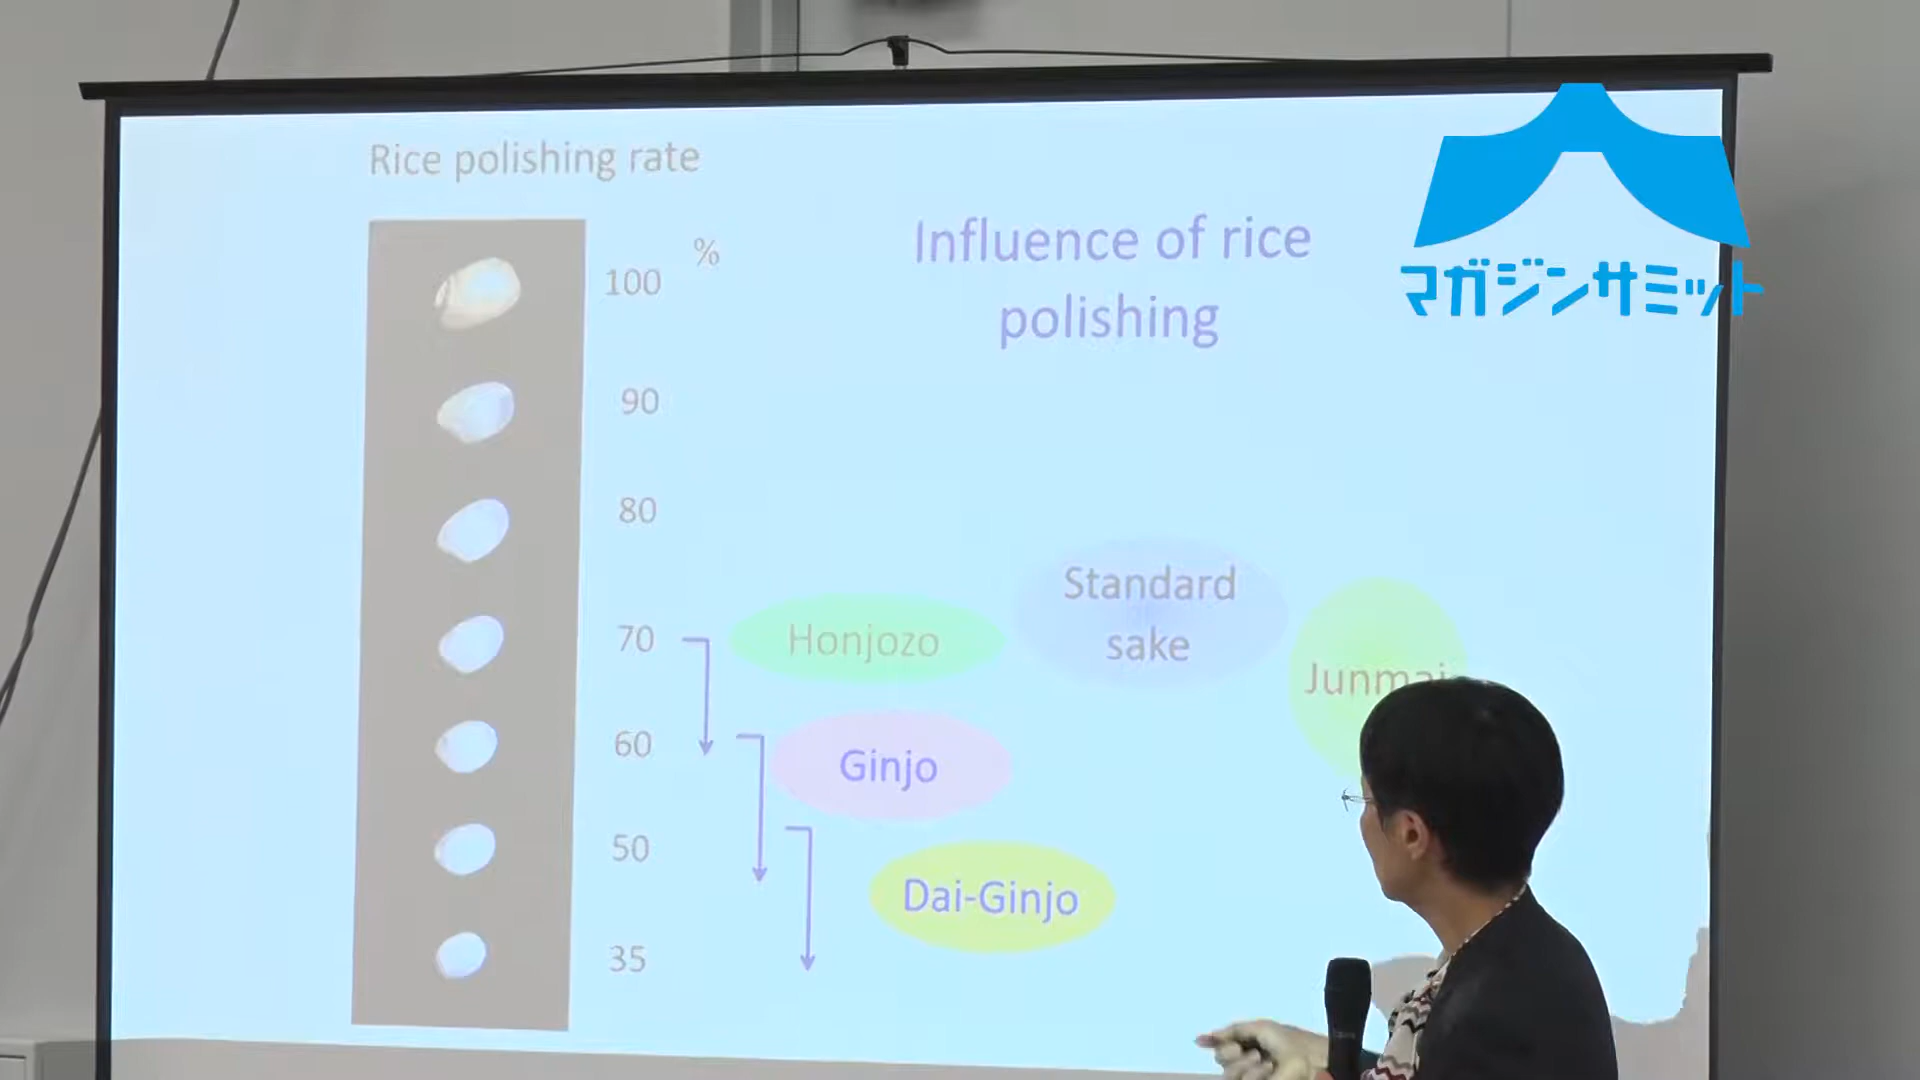 Rice polishing rate
%
100
90
80
70
60
50
35
Influence of rice
polishing
マガジンサミット
Standard
sake
Honjozo
Ginjo
Dai-Ginjo